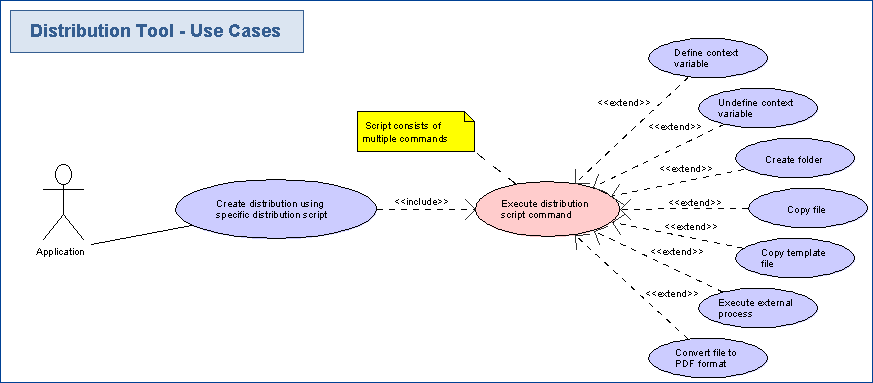 Distribution Tool - Use Cases
Define context
variable
<<extend>>
Undefine context
variable
Script consists of
multiple commands
<<extend>>
Create folder
<<extend>>
Create distribution using
specific distribution script
<<include>>
Execute distribution
script command
<<extend>>
Copy file
<<extend>>
Application
Copy template
file
<<extend>>
Execute external
process
<<extend>>
Convert file to
PDF format